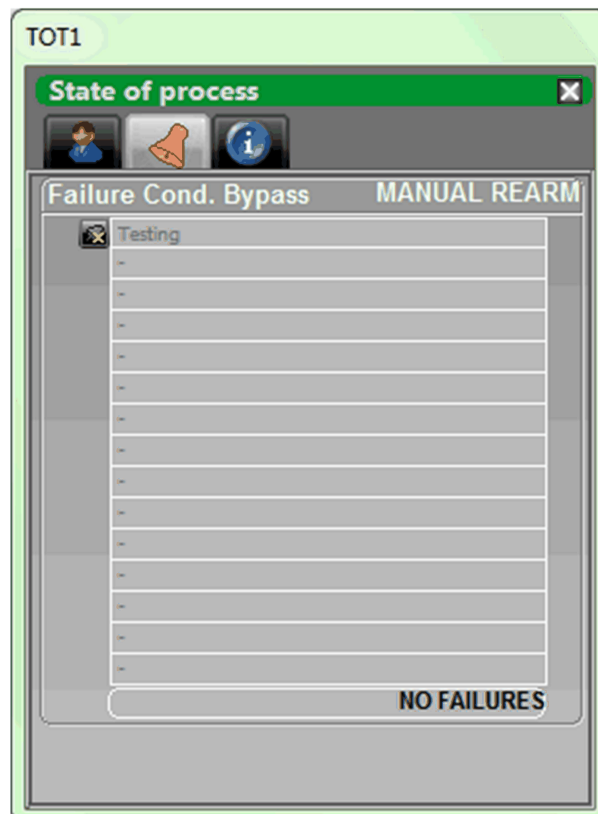 TOT1
State of process
Failure Cond. Bypass MANUAL REARM
Testing
-
-
-
-
-
-
-
-
-
-
-
-
-
-
NO FAILURES